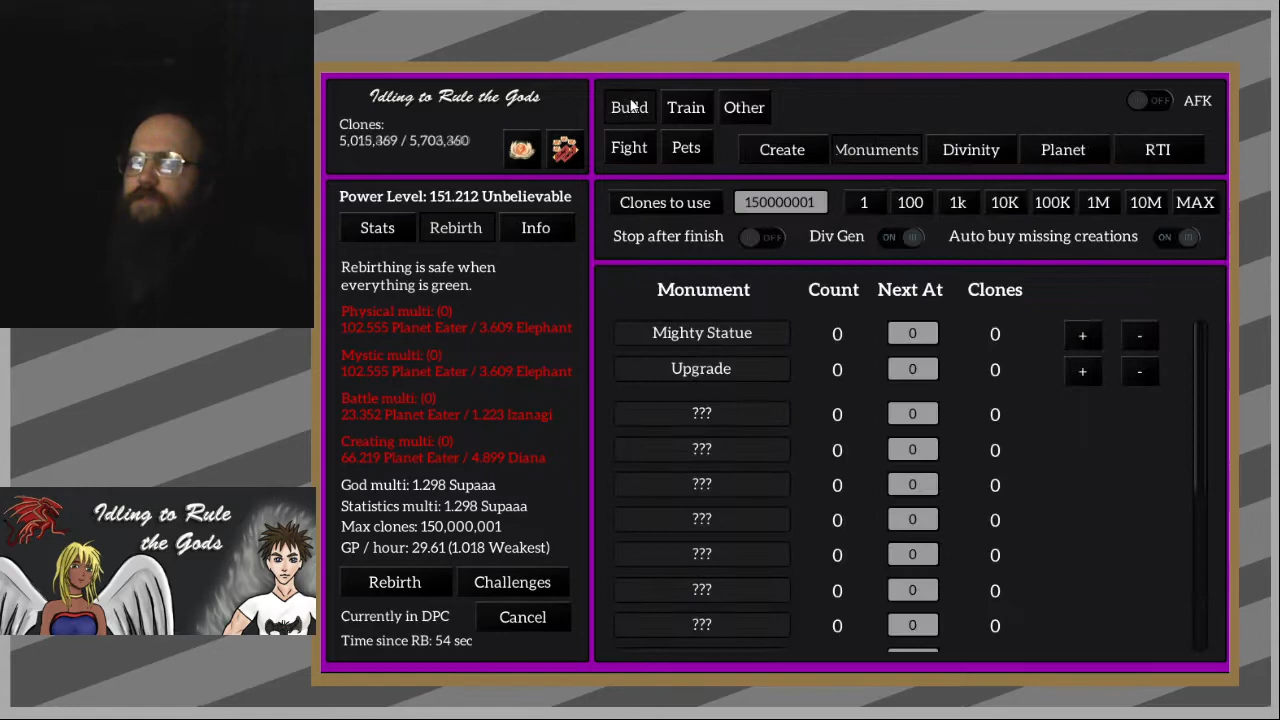 Idling to Rule the Gods
Clones:
5,015,369 / 5,703,360
Build Train Other
OFF AFK
Fight Pets Create Monuments Divinity Planet RTI
Power Level: 151.212 Unbelievable
Stats Rebirth Info
Clones to use 150000001 1 100 1k 10K 100K 1M 10M MAX
Stop after finish OFF Div Gen ON Auto buy missing creations ON
Rebirthing is safe when
everything is green.
Physical multi: (0)
102.555 Planet Eater / 3.609 Elephant
Mystic multi: (0)
102.555 Planet Eater / 3.609 Elephant
Battle multi: (0)
23.352 Planet Eater / 1.223 Izanagi
Creating multi: (0)
66.219 Planet Eater / 4.899 Diana
God multi: 1.298 Supaaa
Statistics multi: 1.298 Supaaa
Max clones: 150,000,001
GP / hour: 29.61 (1.018 Weakest)
Rebirth Challenges
Currently in DPC Cancel
Time since RB: 54 sec
Monument Count Next At Clones
Mighty Statue 0 0 0 + -
Upgrade 0 0 0 + -
??? 0 0 0
??? 0 0 0
??? 0 0 0
??? 0 0 0
??? 0 0 0
??? 0 0 0
??? 0 0 0
Idling to Rule
the Gods